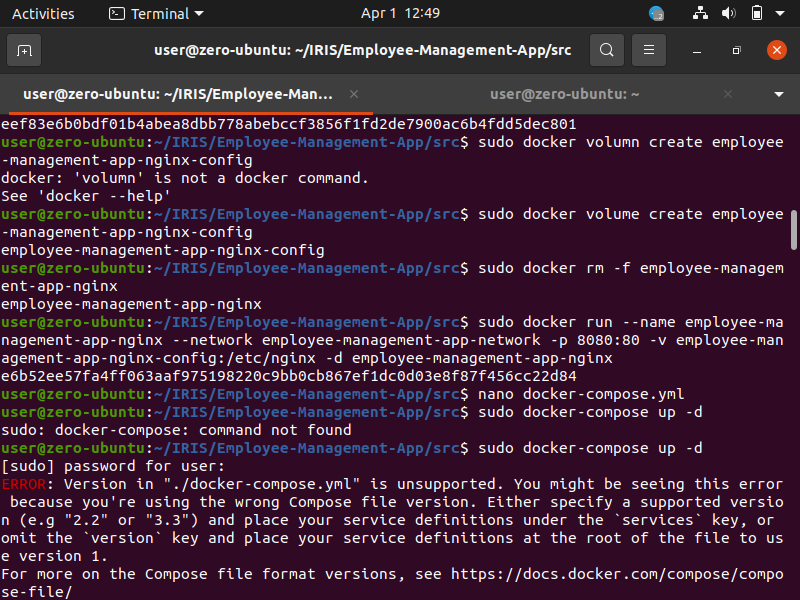 Activities Terminal Apr 1 12:49
user@zero-ubuntu: ~/IRIS/Employee-Management-App/src
user@zero-ubuntu: ~/IRIS/Employee-Man... user@zero-ubuntu: ~
eef83e6b0bdf01b4abea8dbb778abebccf3856f1fd2de7900ac6b4fdd5dec801
user@zero-ubuntu:~/IRIS/Employee-Management-App/src$ sudo docker volumn create employee
-management-app-nginx-config
docker: 'volumn' is not a docker command.
See 'docker --help'
user@zero-ubuntu:~/IRIS/Employee-Management-App/src$ sudo docker volume create employee
-management-app-nginx-config
employee-management-app-nginx-config
user@zero-ubuntu:~/IRIS/Employee-Management-App/src$ sudo docker rm -f employee-managem
ent-app-nginx
employee-management-app-nginx
user@zero-ubuntu:~/IRIS/Employee-Management-App/src$ sudo docker run --name employee-ma
nagement-app-nginx --network employee-management-app-network -p 8080:80 -v employee-man
agement-app-nginx-config:/etc/nginx -d employee-management-app-nginx
e6b52ee57fa4ff063aaf975198220c9bb0cb867ef1dc0d03e8f87f456cc22d84
user@zero-ubuntu:~/IRIS/Employee-Management-App/src$ nano docker-compose.yml
user@zero-ubuntu:~/IRIS/Employee-Management-App/src$ sudo docker-compose up -d
sudo: docker-compose: command not found
user@zero-ubuntu:~/IRIS/Employee-Management-App/src$ sudo docker-compose up -d
[sudo] password for user:
ERROR: Version in "./docker-compose.yml" is unsupported. You might be seeing this error
because you're using the wrong Compose file version. Either specify a supported versio
n (e.g "2.2" or "3.3") and place your service definitions under the `services` key, or
omit the `version` key and place your service definitions at the root of the file to us
e version 1.
For more on the Compose file format versions, see https://docs.docker.com/compose/compo
se-file/